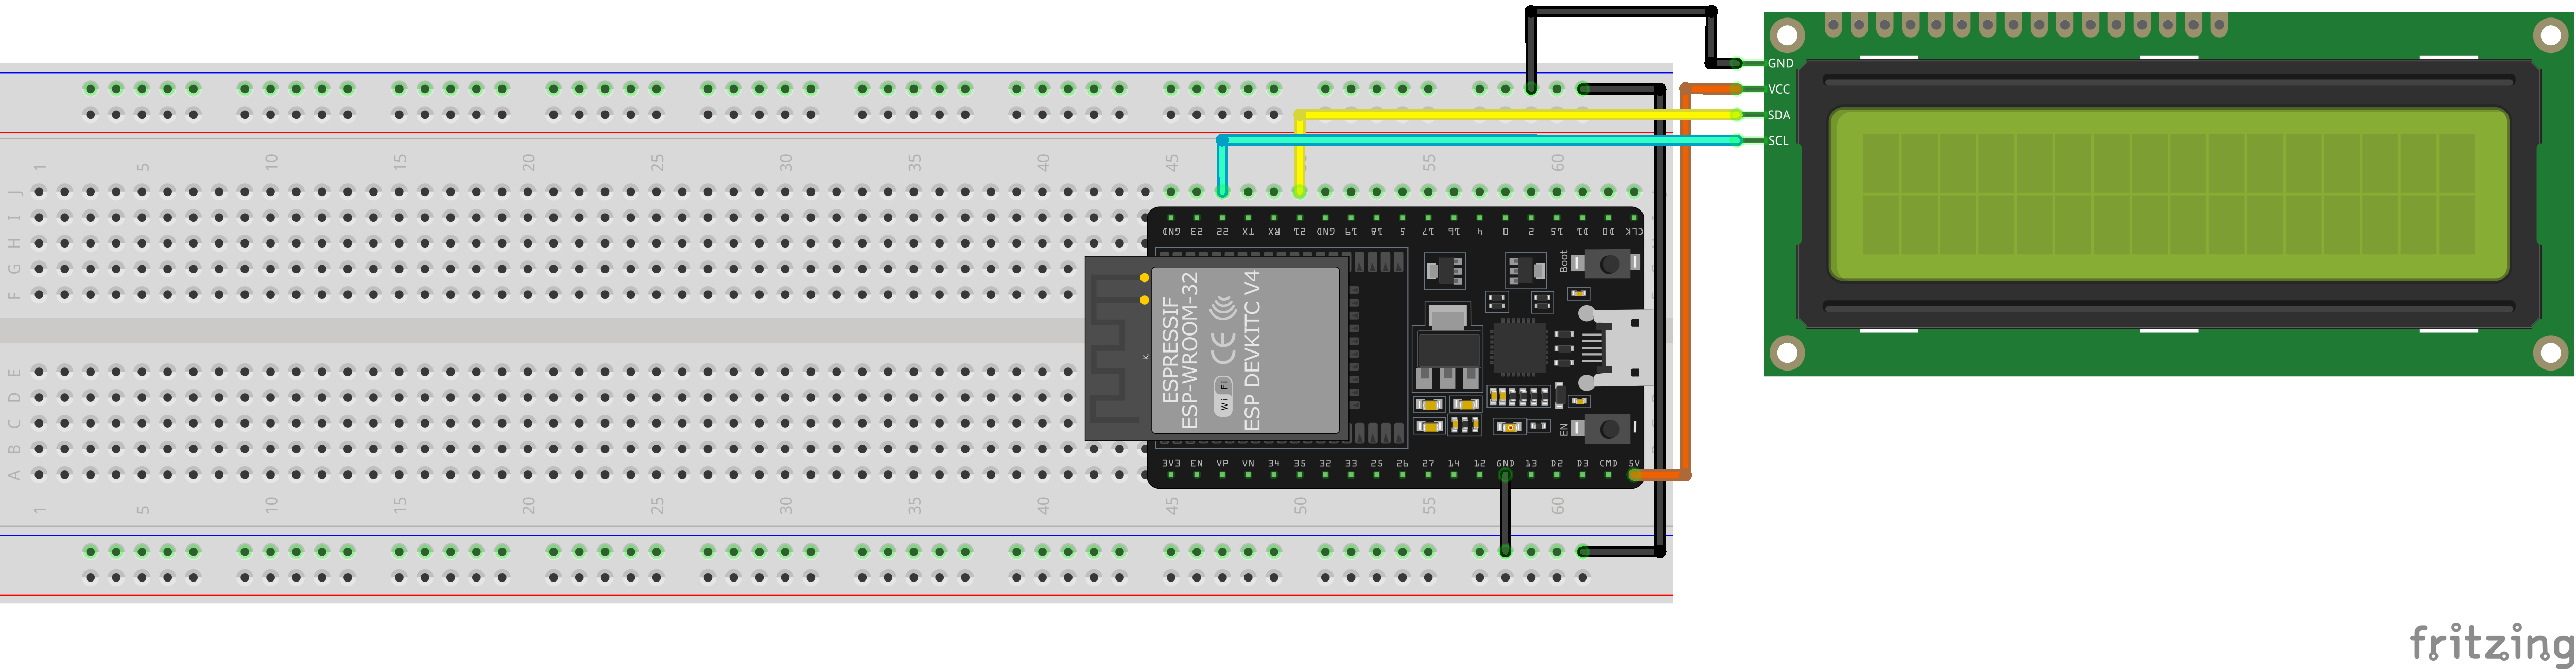 GND
VCC
SDA
SCL
1 5 10 15 20 25 30 35 40 45 55 60
J
I
H
G
F
GND 23 22 TX RX 21 GND 19 18 5 17 16 4 0 2 15 D1 D0 CLK
Boot
ESPRESSIF
ESP-WROOM-32
CE
Wi Fi
ESP DEVKITC V4
EN
3V3 EN VP VN 34 35 32 33 25 26 27 14 12 GND 13 D2 D3 CMD 5V
E
D
C
B
A
1 5 10 15 20 25 30 35 40 45 50 55 60
fritzing